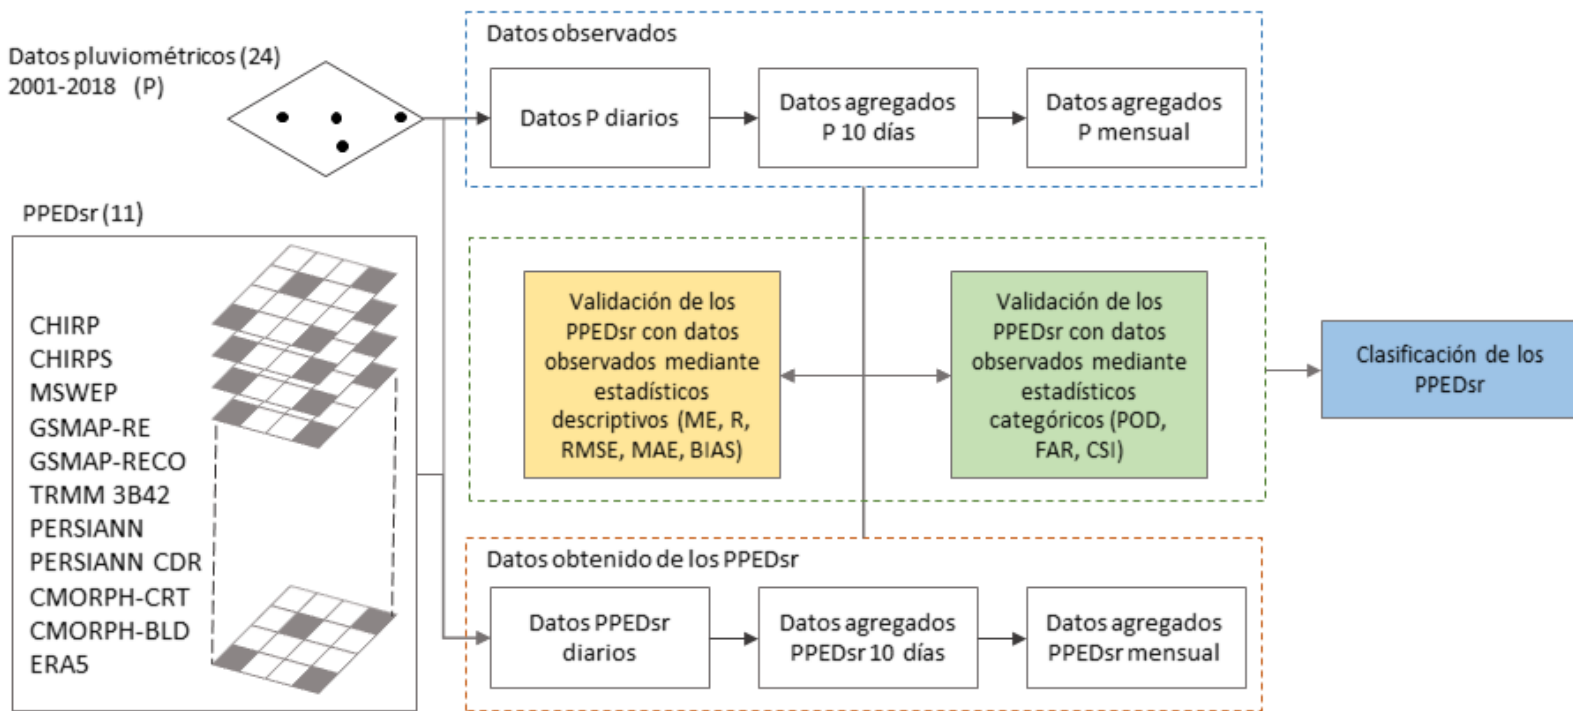 Datos pluviométricos (24)
2001-2018 (P)
Datos observados
Datos P diarios
Datos agregados
P 10 días
Datos agregados
P mensual
PPEDsr (11)
CHIRP
CHIRPS
MSWEP
GSMAP-RE
GSMAP-RECO
TRMM 3B42
PERSIANN
PERSIANN CDR
CMORPH-CRT
CMORPH-BLD
ERA5
Validación de los
PPEDsr con datos
observados mediante
estadísticos
descriptivos (ME, R,
RMSE, MAE, BIAS)
Validación de los
PPEDsr con datos
observados mediante
estadísticos
categóricos (POD,
FAR, CSI)
Clasificación de los
PPEDsr
Datos obtenido de los PPEDsr
Datos PPEDsr
diarios
Datos agregados
PPEDsr 10 días
Datos agregados
PPEDsr mensual